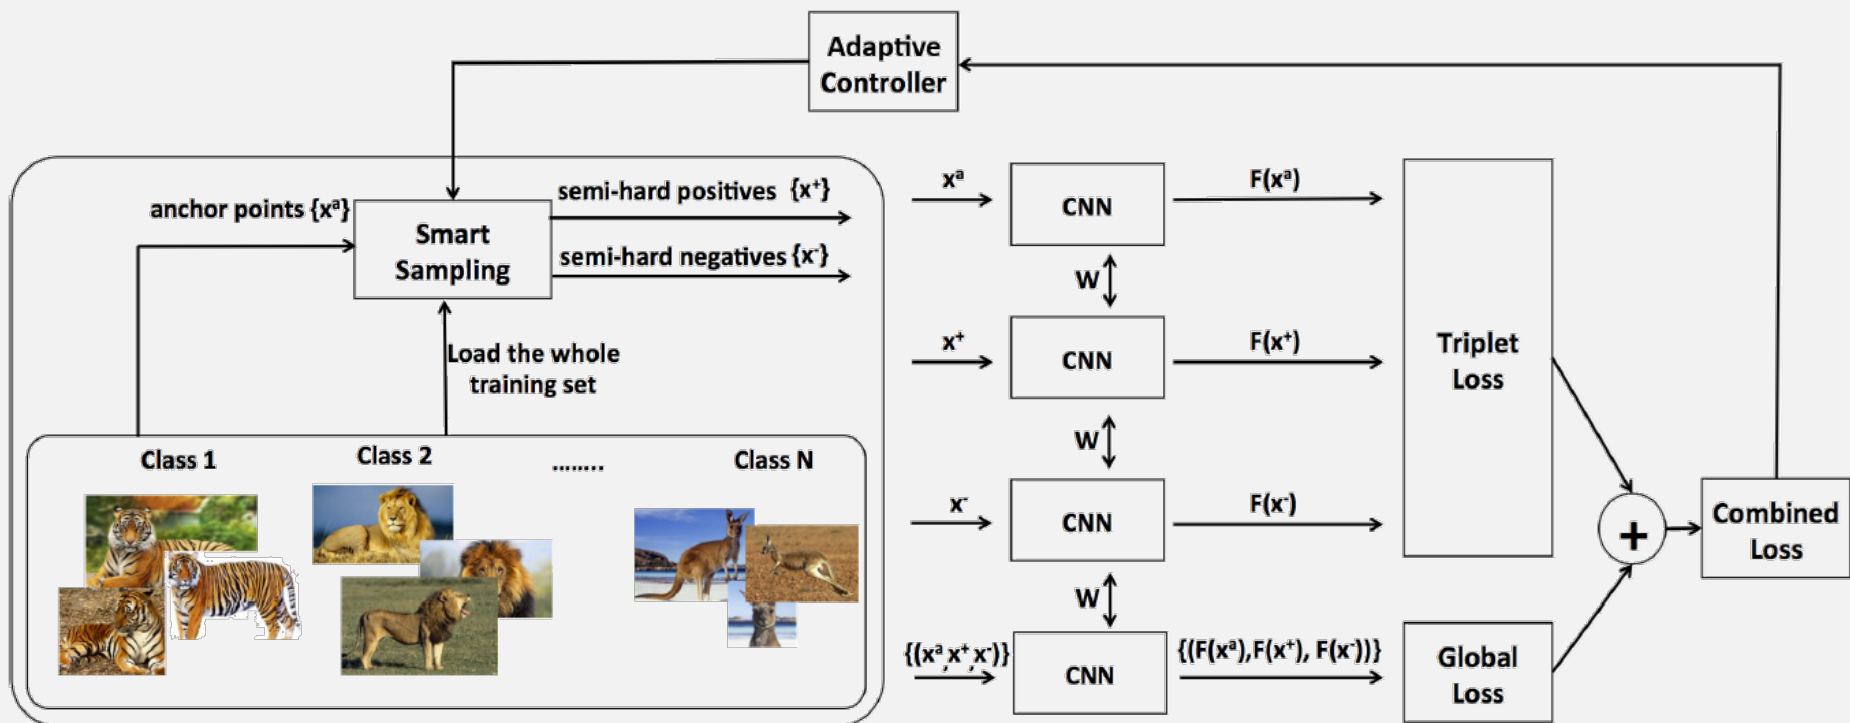 Adaptive
Controller
anchor points {xᵃ}
Smart
Sampling
semi-hard positives {x⁺}
semi-hard negatives {x⁻}
Load the whole
training set
Class 1
Class 2
........
Class N
xᵃ
CNN
F(xᵃ)
W
x⁺
CNN
F(x⁺)
W
x⁻
CNN
F(x⁻)
W
{(xᵃ,x⁺,x⁻)}
CNN
{(F(xᵃ),F(x⁺), F(x⁻))}
Triplet
Loss
Global
Loss
+
Combined
Loss